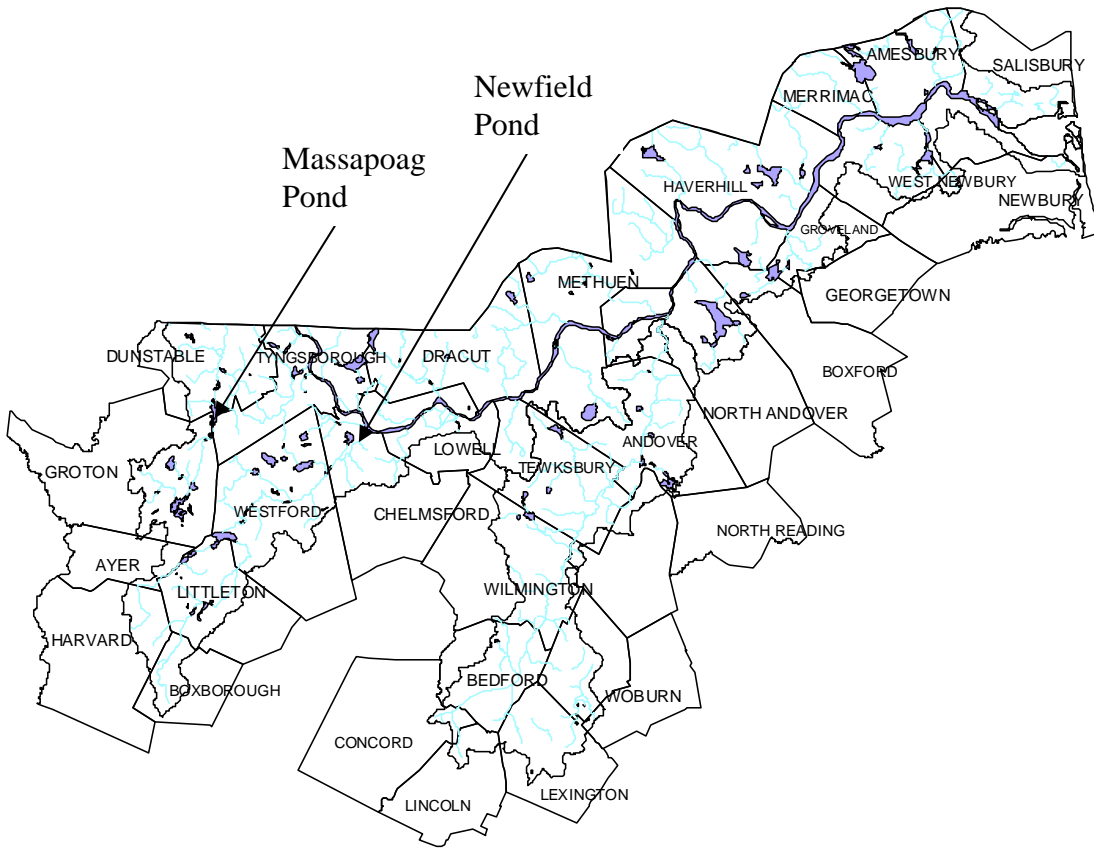 Newfield
Pond
Massapoag
Pond
AMESBURY
SALISBURY
MERRIMAC
HAVERHILL
WEST NEWBURY
NEWBURY
GROVELAND
METHUEN
GEORGETOWN
DUNSTABLE
TYNGSBOROUGH
DRACUT
BOXFORD
NORTH ANDOVER
ANDOVER
LOWELL
GROTON
TEWKSBURY
WESTFORD
CHELMSFORD
NORTH READING
AYER
LITTLETON
WILMINGTON
HARVARD
BEDFORD
BOXBOROUGH
WOBURN
CONCORD
LEXINGTON
LINCOLN